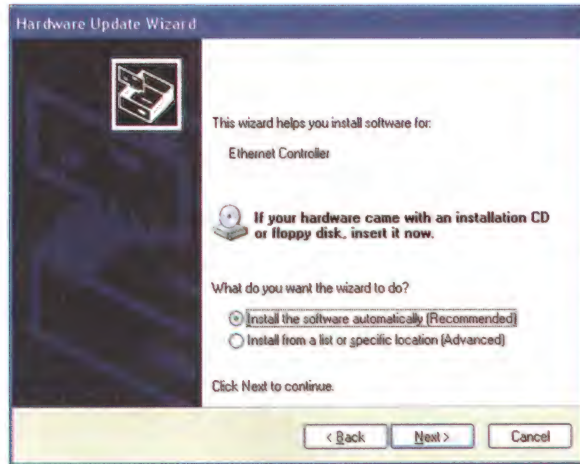 Hardware Update Wizard
This wizard helps you install software for:
Ethernet Controller
If your hardware came with an installation CD
or floppy disk, insert it now.
What do you want the wizard to do?
Install the software automatically (Recommended)
Install from a list or specific location (Advanced)
Click Next to continue.
< Back Next > Cancel